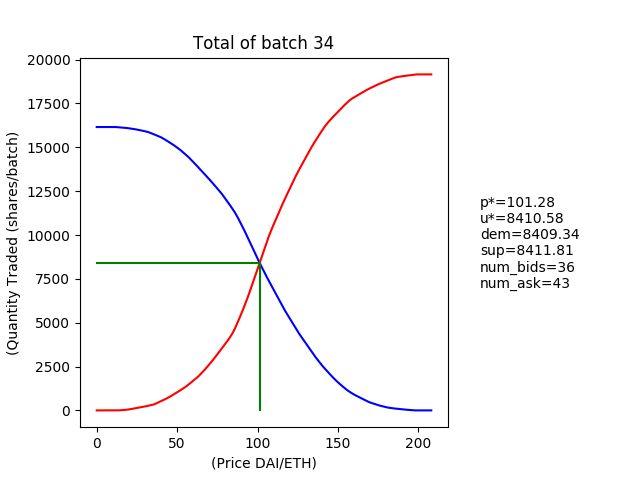 Total of batch 34
(Quantity Traded (shares/batch)
20000
17500
15000
12500
10000
7500
5000
2500
0
0 50 100 150 200
(Price DAI/ETH)
p*=101.28
u*=8410.58
dem=8409.34
sup=8411.81
num_bids=36
num_ask=43